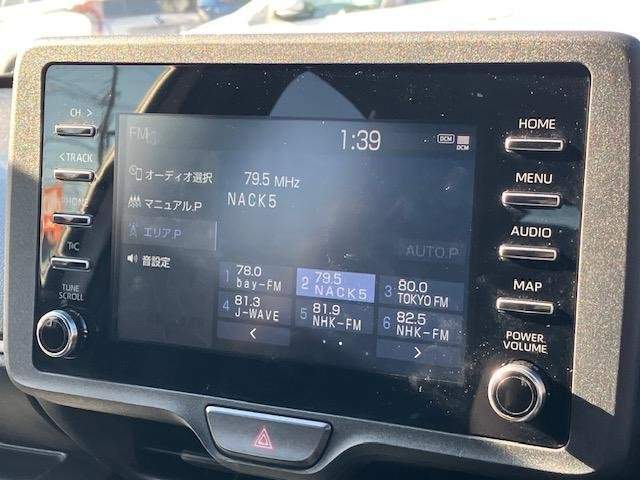 CH >
< TRACK
PHONE
T C
TUNE
SCROLL
FM
1:39
DCM
DCM
オーディオ選択
マニュアル.P
エリア.P
音設定
79.5 MHz
NACK5
AUTO.P
1 78.0 bay-FM
2 79.5 NACK5
3 80.0 TOKYO FM
4 81.3 J-WAVE
5 81.9 NHK-FM
6 82.5 NHK-FM
<
>
HOME
MENU
AUDIO
MAP
POWER
VOLUME